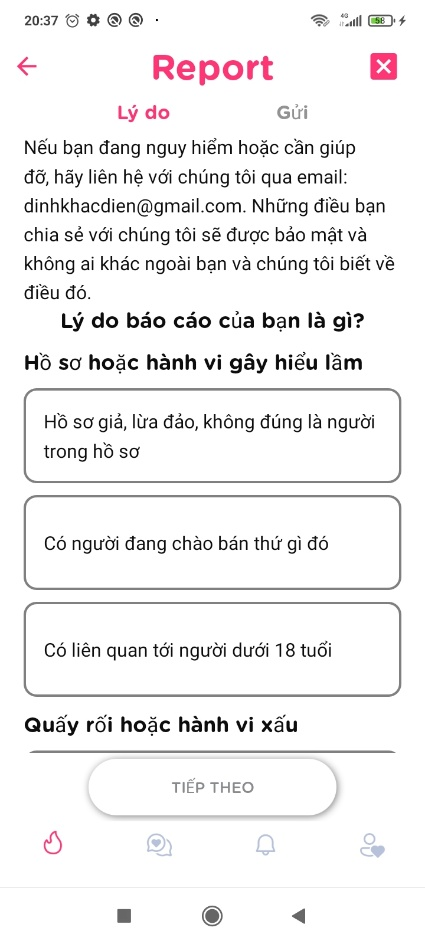 20:37
4G
58
Report
Lý do
Gửi
Nếu bạn đang nguy hiểm hoặc cần giúp
đỡ, hãy liên hệ với chúng tôi qua email:
dinhkhacdien@gmail.com. Những điều bạn
chia sẻ với chúng tôi sẽ được bảo mật và
không ai khác ngoài bạn và chúng tôi biết về
điều đó.
Lý do báo cáo của bạn là gì?
Hồ sơ hoặc hành vi gây hiểu lầm
Hồ sơ giả, lừa đảo, không đúng là người
trong hồ sơ
Có người đang chào bán thứ gì đó
Có liên quan tới người dưới 18 tuổi
Quấy rối hoặc hành vi xấu
TIẾP THEO